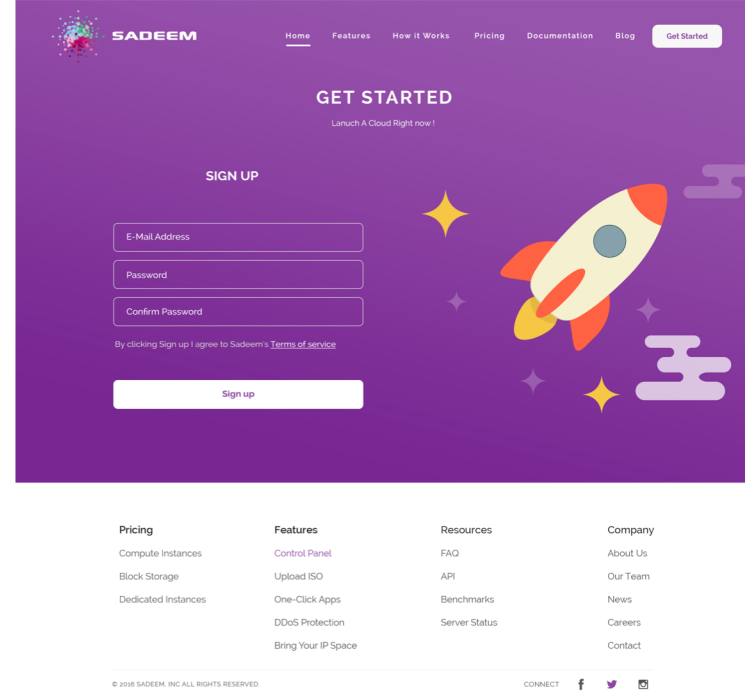 SADEEM
Home Features How it Works Pricing Documentation Blog Get Started
GET STARTED
Lanuch A Cloud Right now !
SIGN UP
E-Mail Address
Password
Confirm Password
By clicking Sign up I agree to Sadeem's Terms of service
Sign up
Pricing
Compute Instances
Block Storage
Dedicated Instances
Features
Control Panel
Upload ISO
One-Click Apps
DDoS Protection
Bring Your IP Space
Resources
FAQ
API
Benchmarks
Server Status
Company
About Us
Our Team
News
Careers
Contact
© 2016 SADEEM, INC ALL RIGHTS RESERVED.
CONNECT